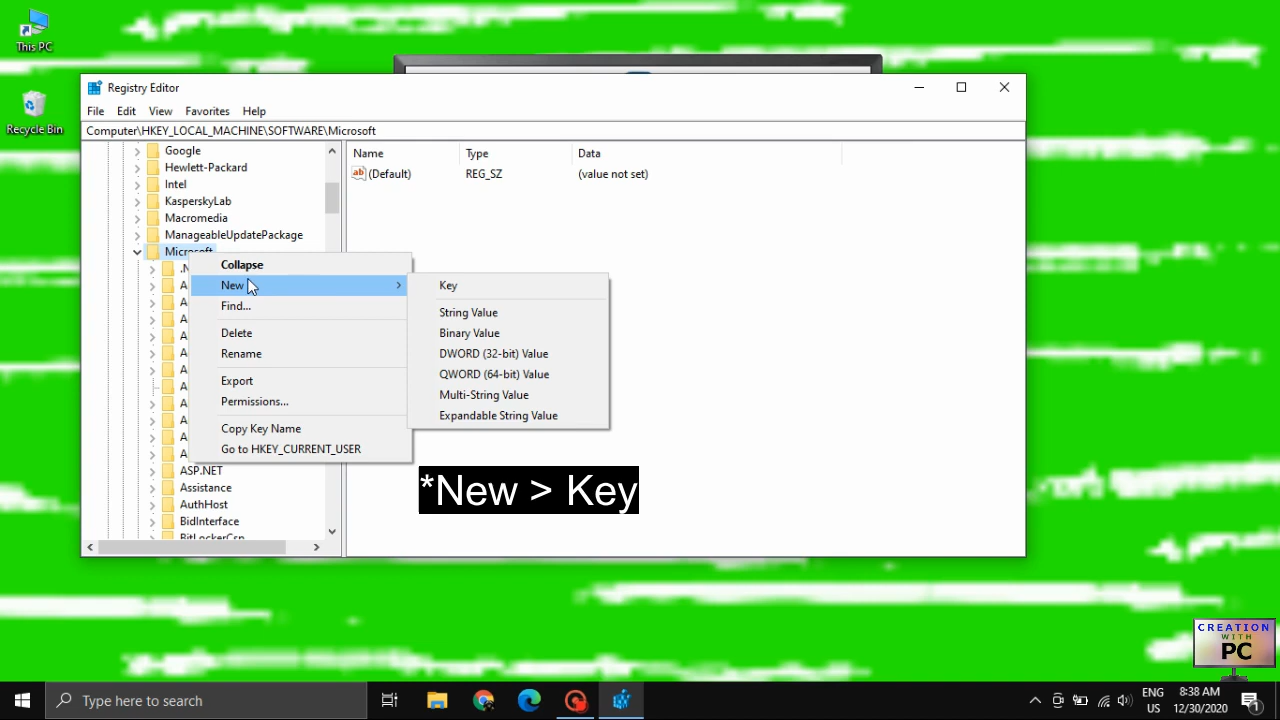 This PC
Recycle Bin
Registry Editor
File Edit View Favorites Help
Computer\HKEY_LOCAL_MACHINE\SOFTWARE\Microsoft
Google
Hewlett-Packard
Intel
KasperskyLab
Macromedia
ManageableUpdatePackage
Microsoft
ASP.NET
Assistance
AuthHost
BidInterface
BitLockerCsp
Name Type Data
(Default) REG_SZ (value not set)
Collapse
New
Find...
Delete
Rename
Export
Permissions...
Copy Key Name
Go to HKEY_CURRENT_USER
Key
String Value
Binary Value
DWORD (32-bit) Value
QWORD (64-bit) Value
Multi-String Value
Expandable String Value
*New > Key
CREATION
WITH
PC
Type here to search
ENG
US
8:38 AM
12/30/2020
1